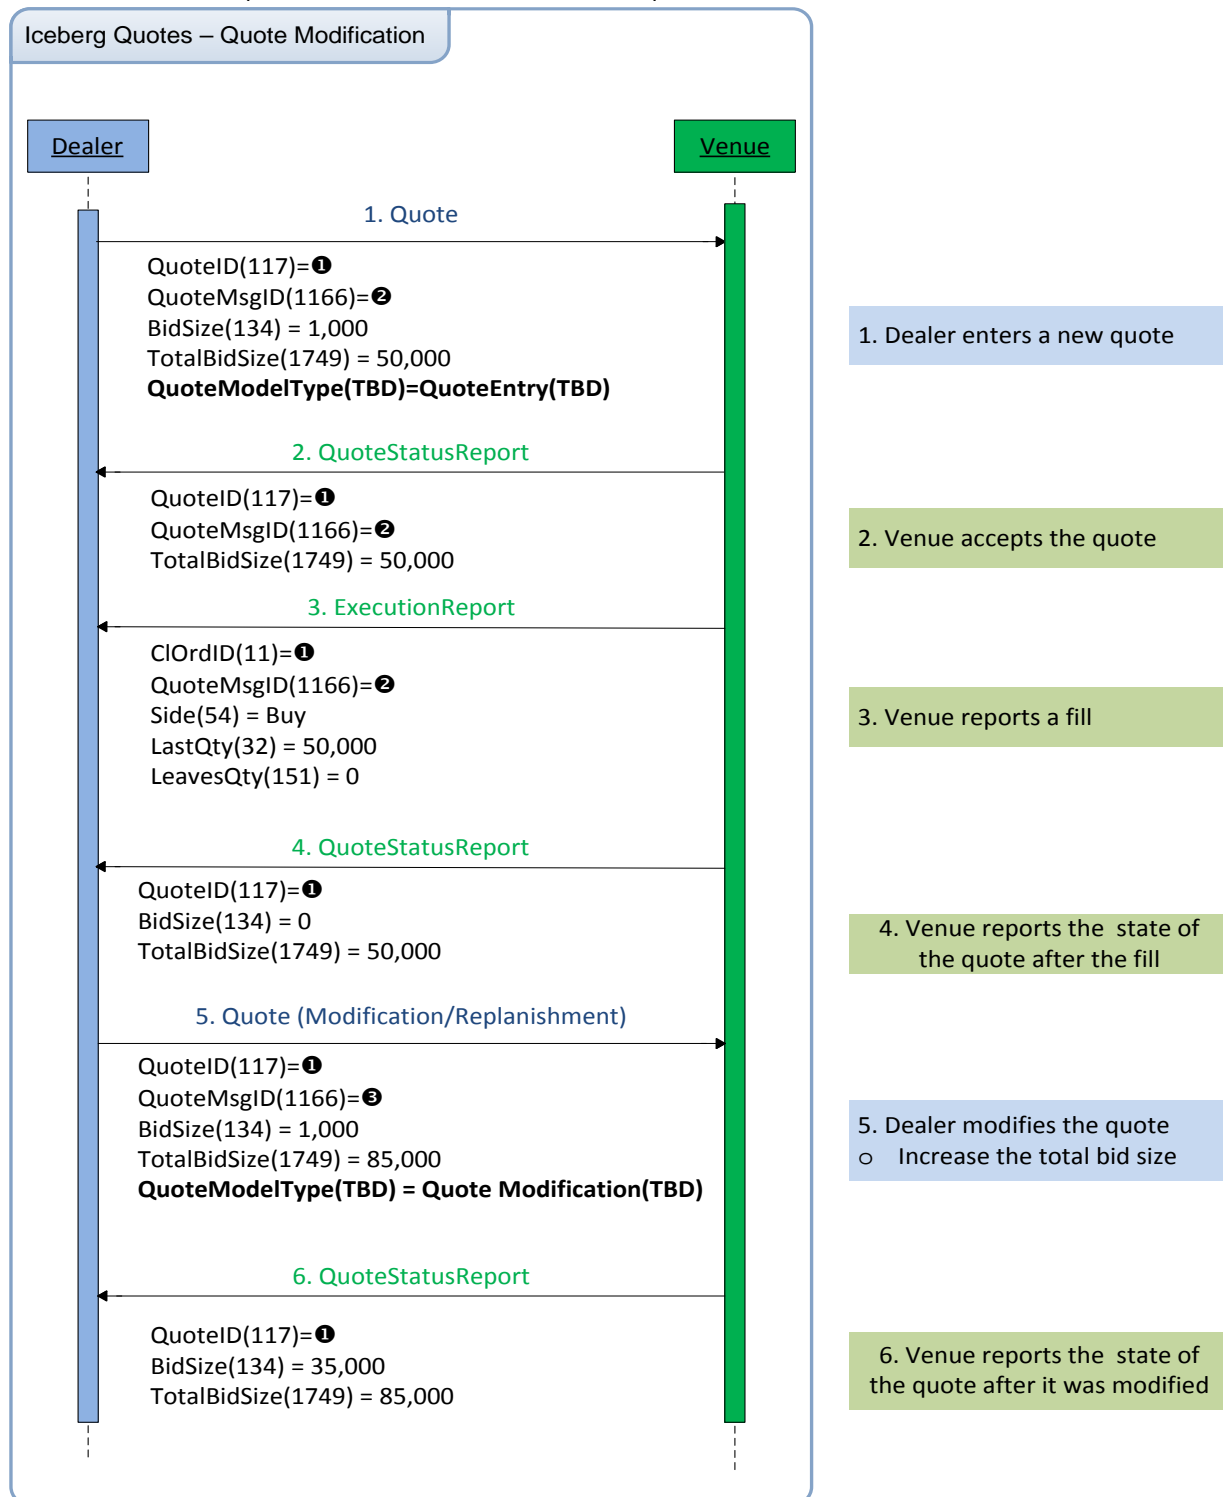 Iceberg Quotes – Quote Modification
Dealer
Venue
1. Quote
QuoteID(117)=❶
QuoteMsgID(1166)=❷
BidSize(134) = 1,000
TotalBidSize(1749) = 50,000
QuoteModelType(TBD)=QuoteEntry(TBD)
1. Dealer enters a new quote
2. QuoteStatusReport
QuoteID(117)=❶
QuoteMsgID(1166)=❷
TotalBidSize(1749) = 50,000
2. Venue accepts the quote
3. ExecutionReport
ClOrdID(11)=❶
QuoteMsgID(1166)=❷
Side(54) = Buy
LastQty(32) = 50,000
LeavesQty(151) = 0
3. Venue reports a fill
4. QuoteStatusReport
QuoteID(117)=❶
BidSize(134) = 0
TotalBidSize(1749) = 50,000
4. Venue reports the state of
the quote after the fill
5. Quote (Modification/Replanishment)
QuoteID(117)=❶
QuoteMsgID(1166)=❸
BidSize(134) = 1,000
TotalBidSize(1749) = 85,000
QuoteModelType(TBD) = Quote Modification(TBD)
5. Dealer modifies the quote
o Increase the total bid size
6. QuoteStatusReport
QuoteID(117)=❶
BidSize(134) = 35,000
TotalBidSize(1749) = 85,000
6. Venue reports the state of
the quote after it was modified